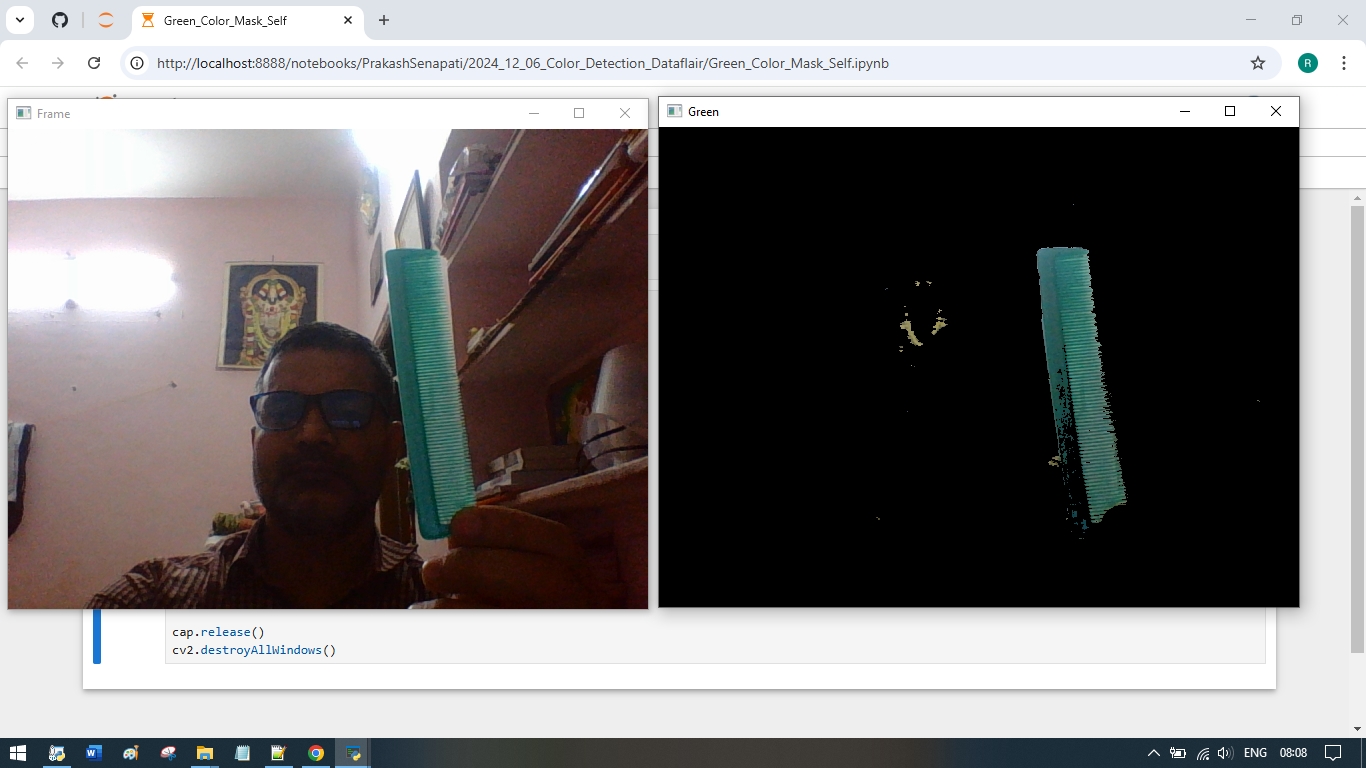 Green_Color_Mask_Self
http://localhost:8888/notebooks/PrakashSenapati/2024_12_06_Color_Detection_Dataflair/Green_Color_Mask_Self.ipynb
R
Frame
Green
cap.release()
cv2.destroyAllWindows()
ENG
08:08